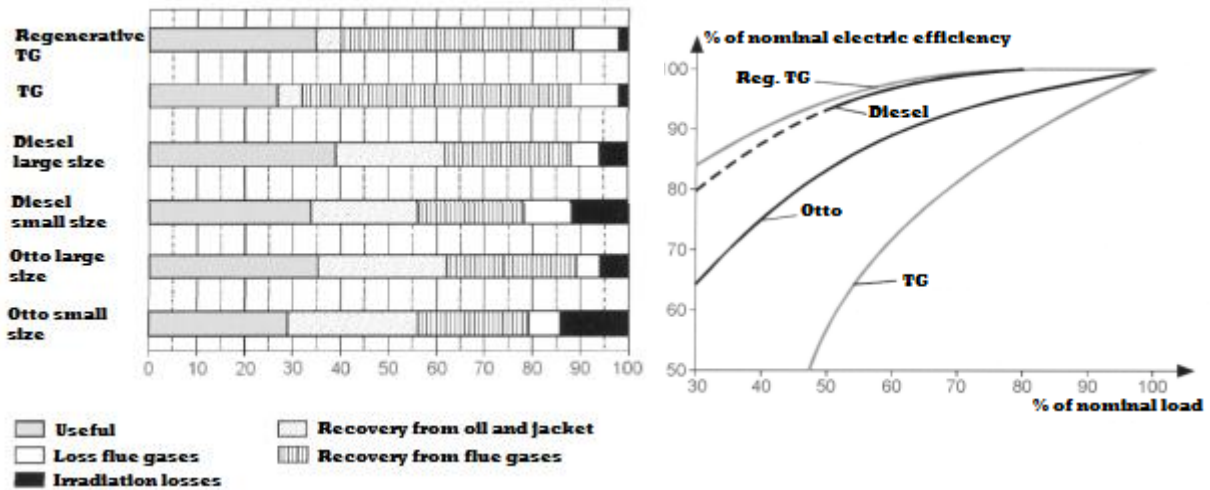 Regenerative
TG
TG
Diesel
large size
Diesel
small size
Otto large
size
Otto small
size
0 10 20 30 40 50 60 70 80 90 100
Useful
Recovery from oil and jacket
Loss flue gases
Recovery from flue gases
Irradiation losses
% of nominal electric efficiency
100
90
80
70
60
50
Reg. TG
Diesel
Otto
TG
30 40 50 60 70 80 90 100
% of nominal load